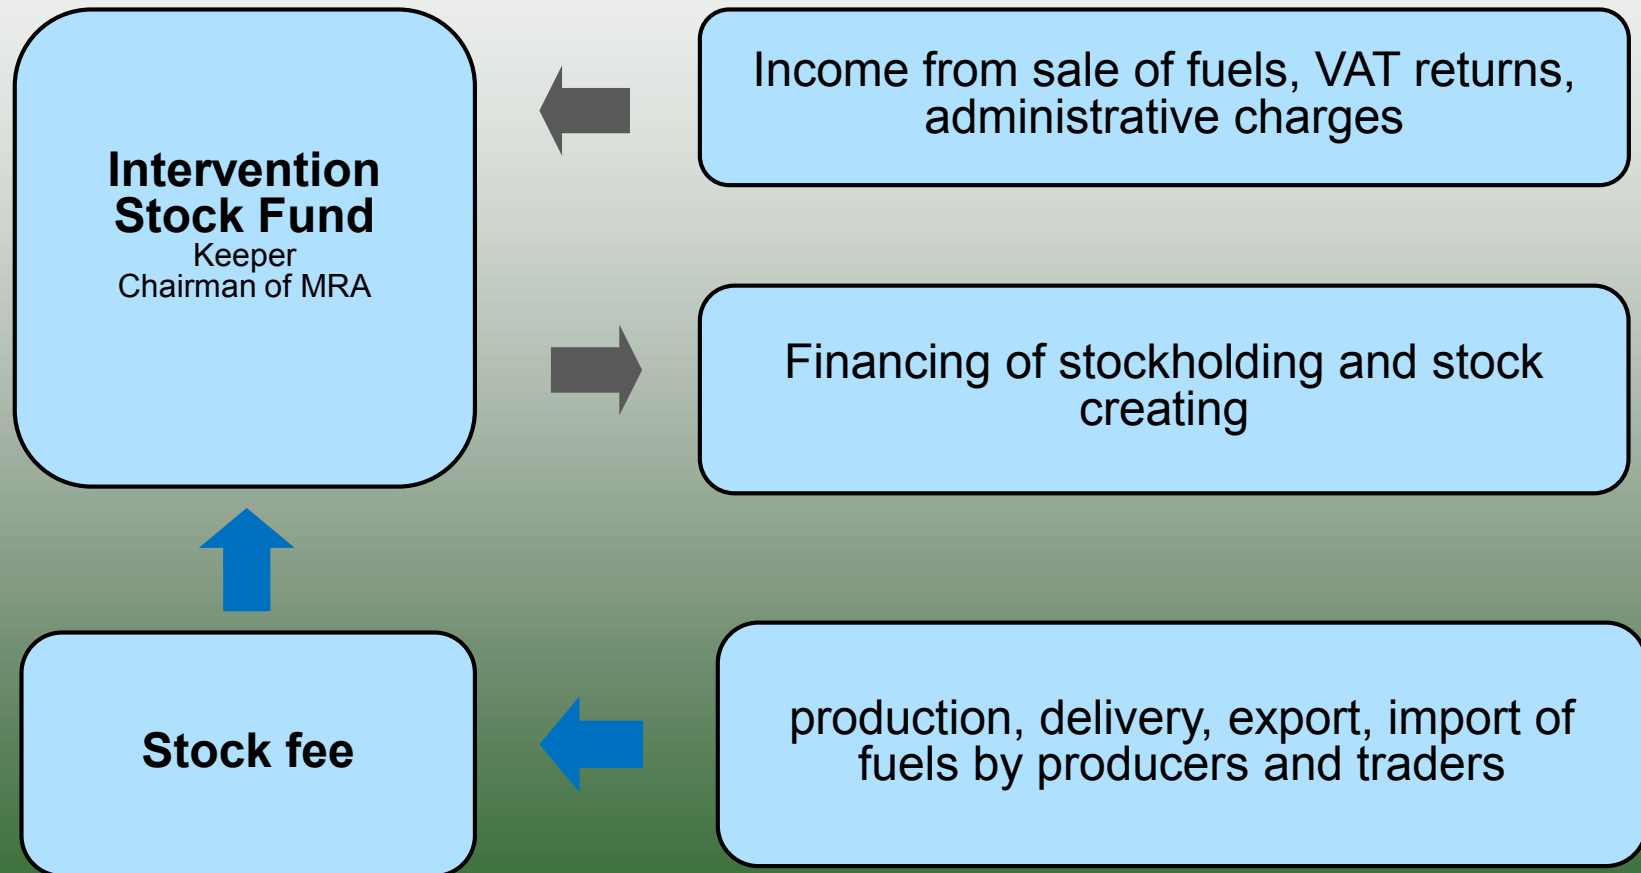 Intervention
Stock Fund
Keeper
Chairman of MRA
Income from sale of fuels, VAT returns,
administrative charges
Financing of stockholding and stock
creating
Stock fee
production, delivery, export, import of
fuels by producers and traders